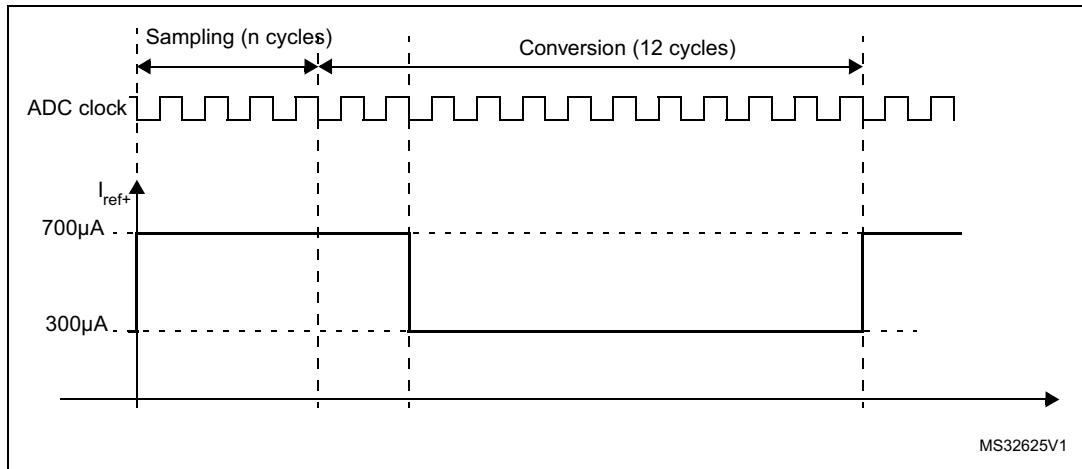 Sampling (n cycles)
Conversion (12 cycles)
ADC clock
Iref+
700µA
300µA
MS32625V1